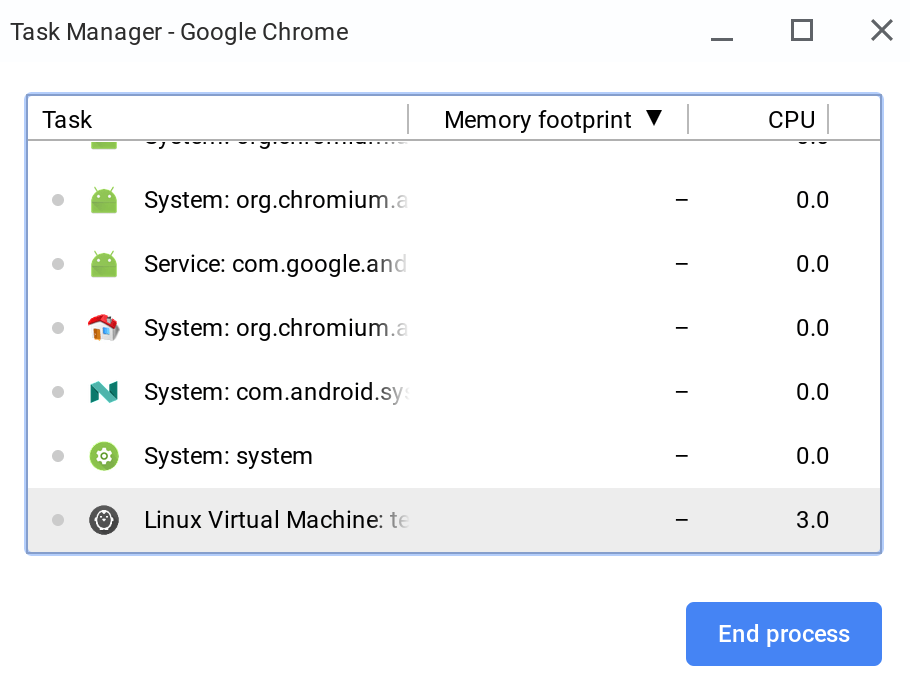 Task Manager - Google Chrome
Task Memory footprint ▼ CPU
System: org.chromium.a – 0.0
Service: com.google.and – 0.0
System: org.chromium.a – 0.0
System: com.android.sys – 0.0
System: system – 0.0
Linux Virtual Machine: te – 3.0
End process